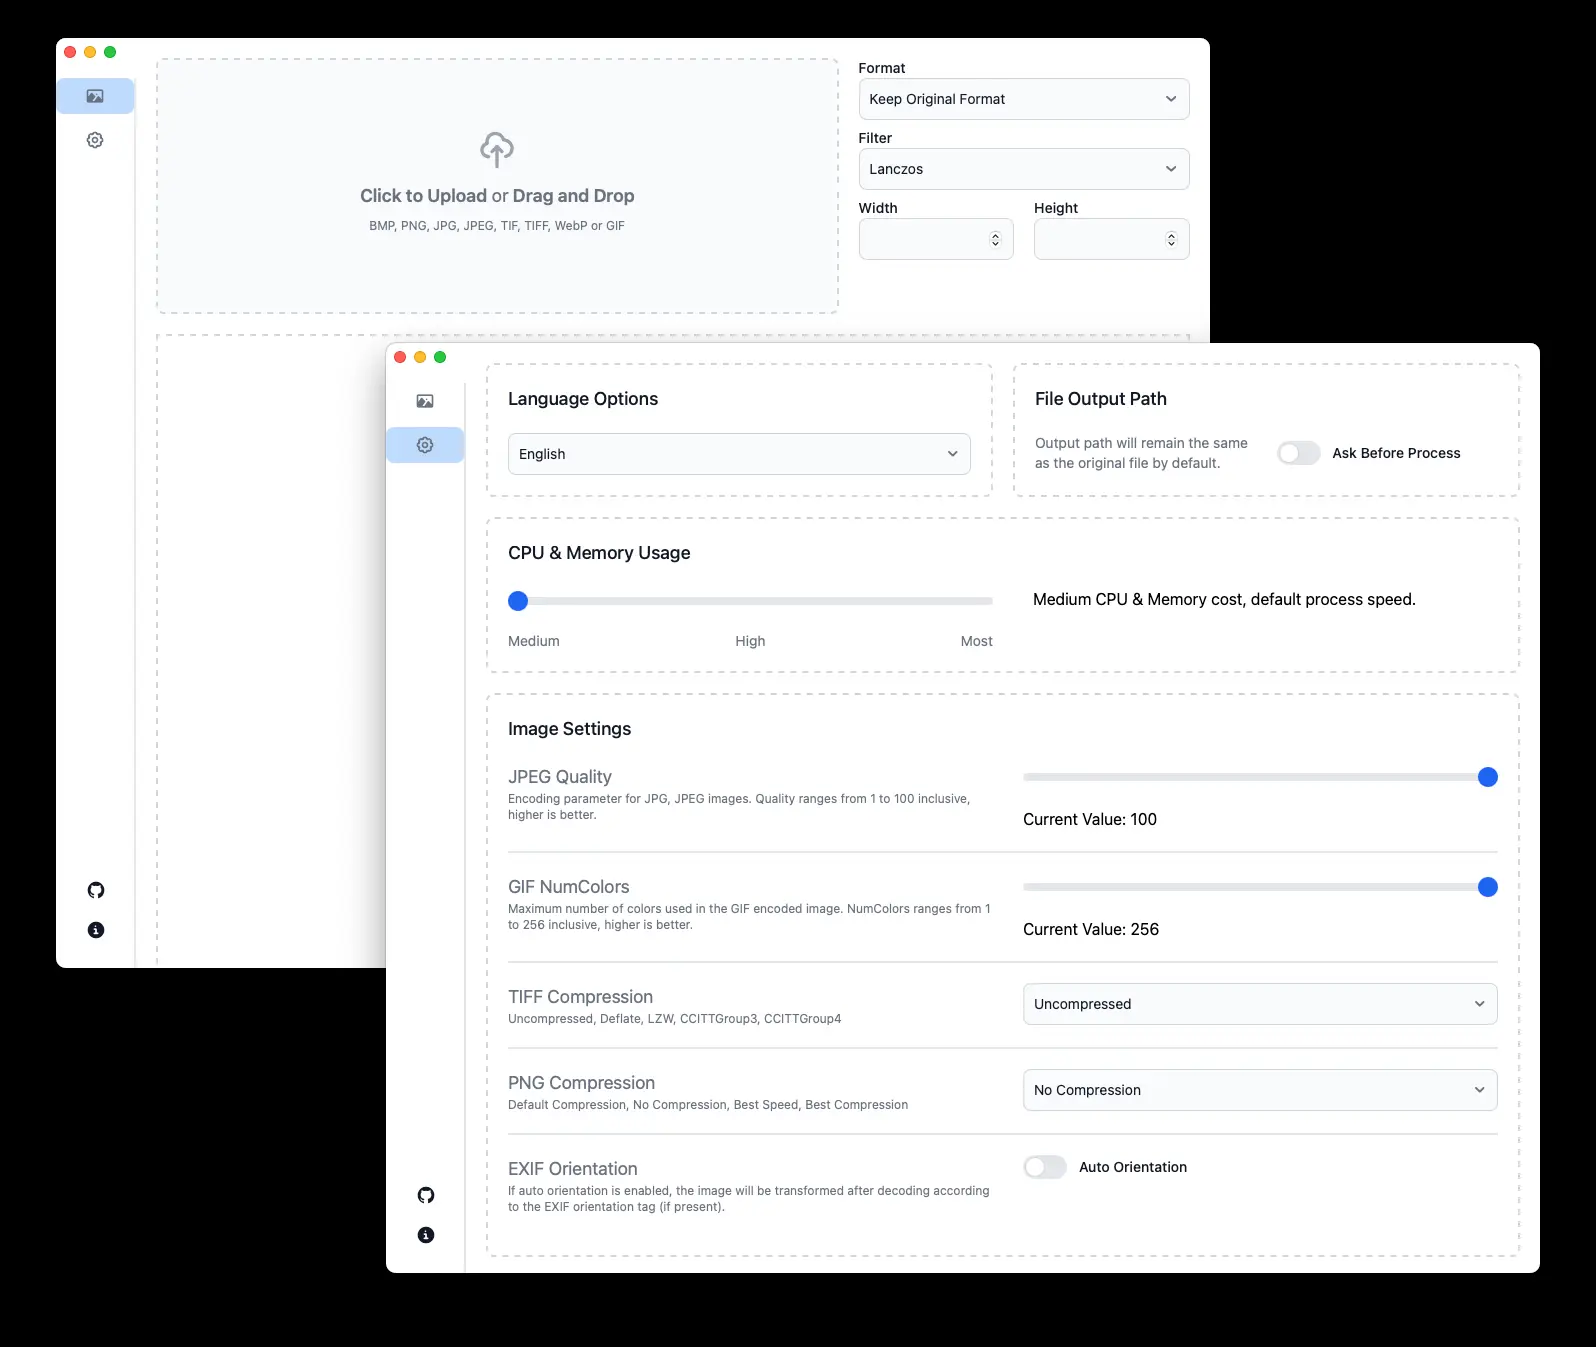 Format
Keep Original Format
Filter
Lanczos
Width
Height
Click to Upload or Drag and Drop
BMP, PNG, JPG, JPEG, TIF, TIFF, WebP or GIF
Language Options
English
File Output Path
Output path will remain the same
as the original file by default.
Ask Before Process
CPU & Memory Usage
Medium
High
Most
Medium CPU & Memory cost, default process speed.
Image Settings
JPEG Quality
Encoding parameter for JPG, JPEG images. Quality ranges from 1 to 100 inclusive,
higher is better.
Current Value: 100
GIF NumColors
Maximum number of colors used in the GIF encoded image. NumColors ranges from 1
to 256 inclusive, higher is better.
Current Value: 256
TIFF Compression
Uncompressed, Deflate, LZW, CCITTGroup3, CCITTGroup4
Uncompressed
PNG Compression
Default Compression, No Compression, Best Speed, Best Compression
No Compression
EXIF Orientation
If auto orientation is enabled, the image will be transformed after decoding according
to the EXIF orientation tag (if present).
Auto Orientation